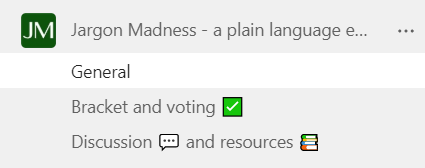 JM Jargon Madness - a plain language e... ...
General
Bracket and voting ✅
Discussion 💬 and resources 📚